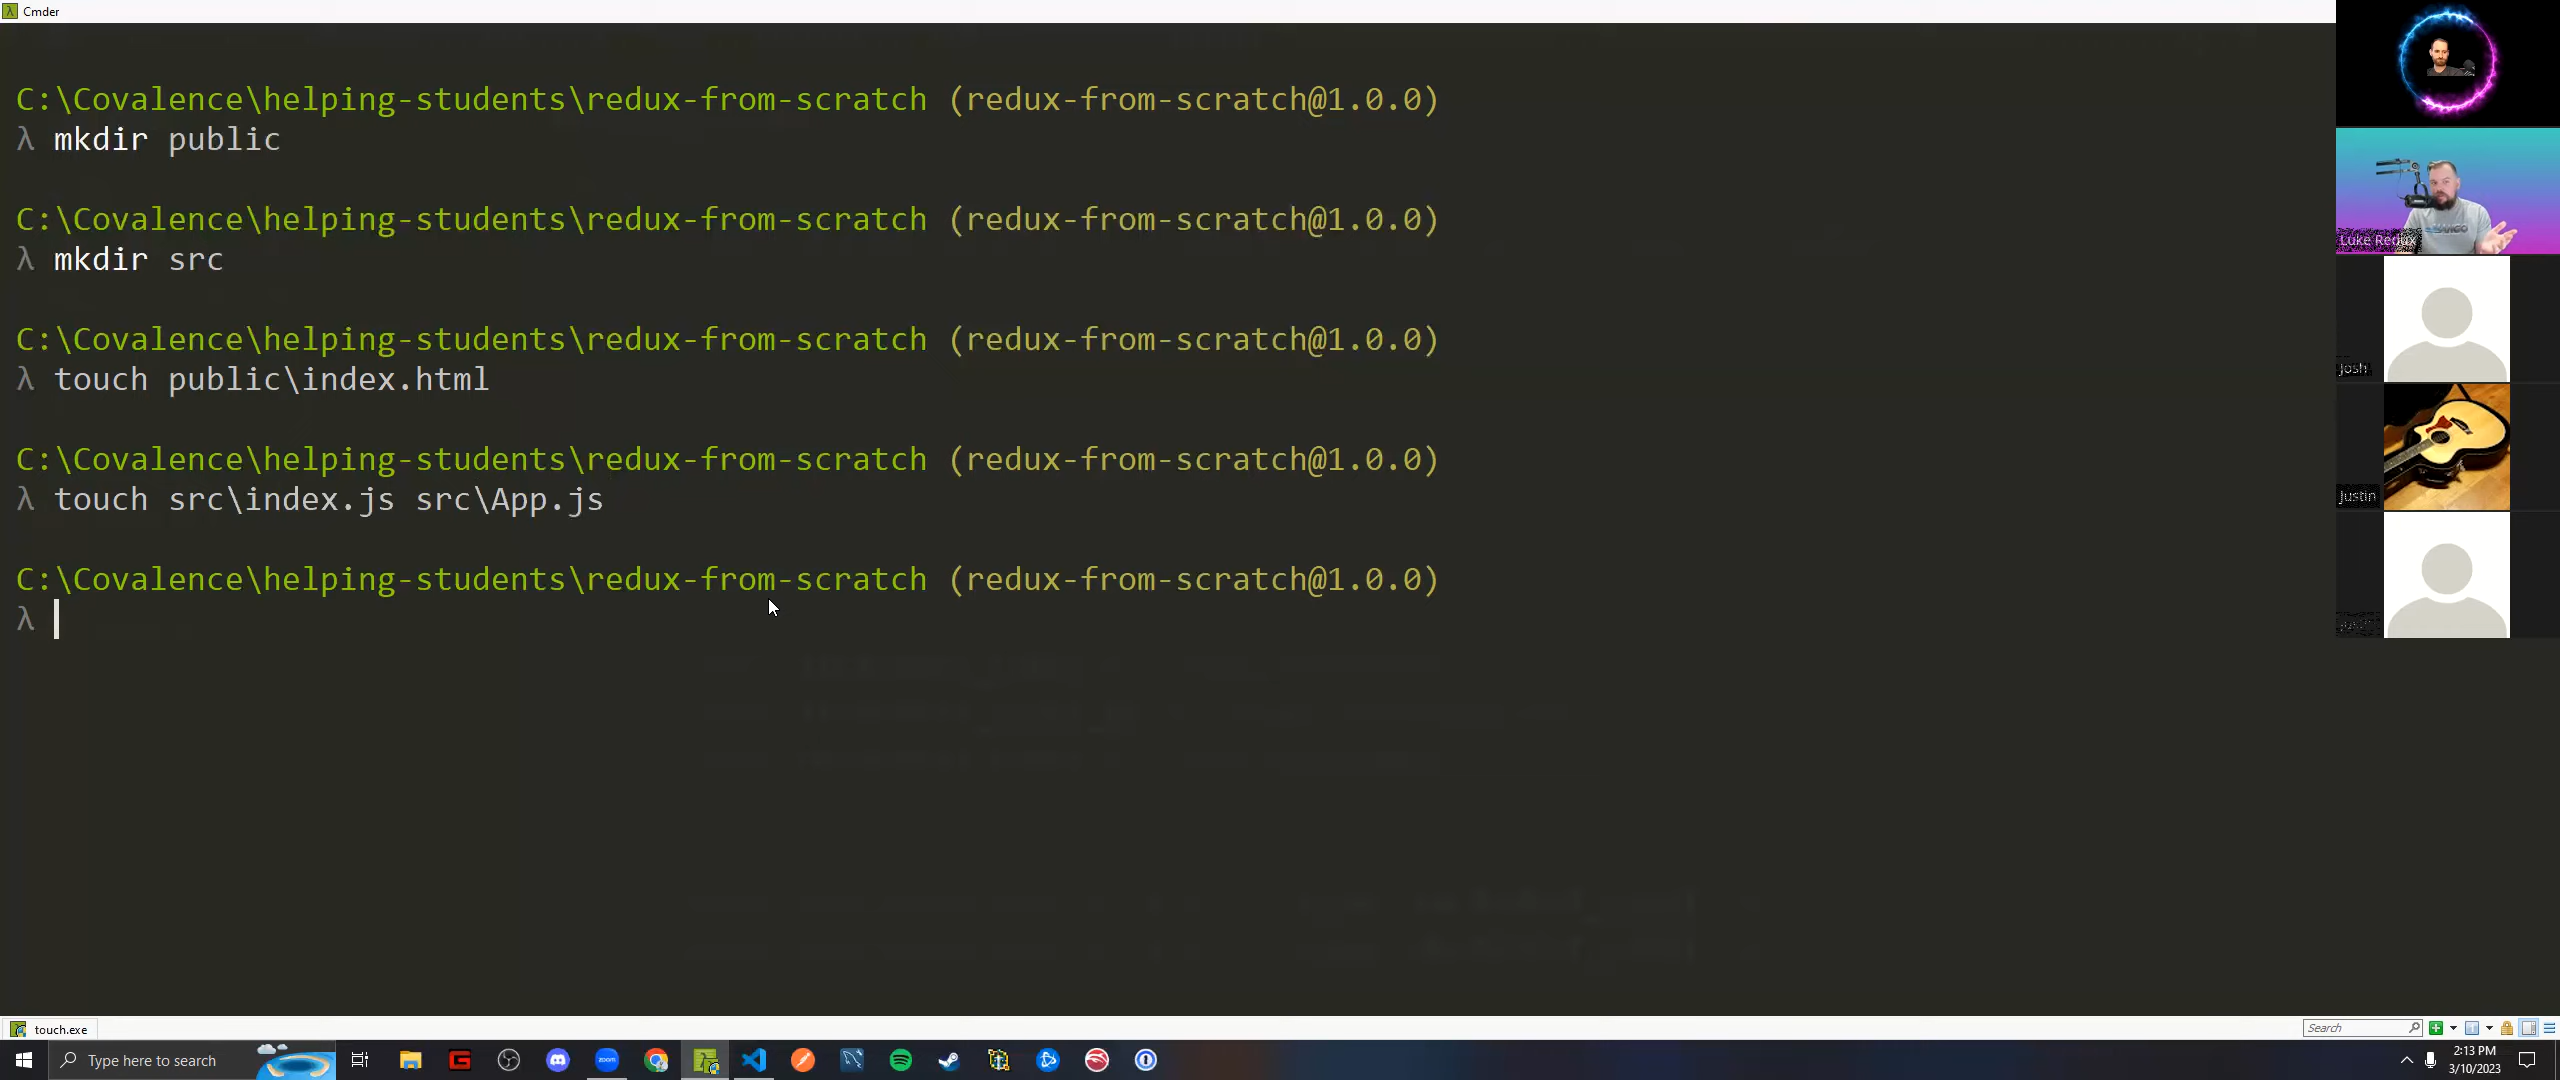 Cmder
C:\Covalence\helping-students\redux-from-scratch (redux-from-scratch@1.0.0)
λ mkdir public
C:\Covalence\helping-students\redux-from-scratch (redux-from-scratch@1.0.0)
λ mkdir src
C:\Covalence\helping-students\redux-from-scratch (redux-from-scratch@1.0.0)
λ touch public\index.html
C:\Covalence\helping-students\redux-from-scratch (redux-from-scratch@1.0.0)
λ touch src\index.js src\App.js
C:\Covalence\helping-students\redux-from-scratch (redux-from-scratch@1.0.0)
λ
Luke Redux
Josh
Justin
touch.exe
Search
Type here to search
zoom
2:13 PM
3/10/2023